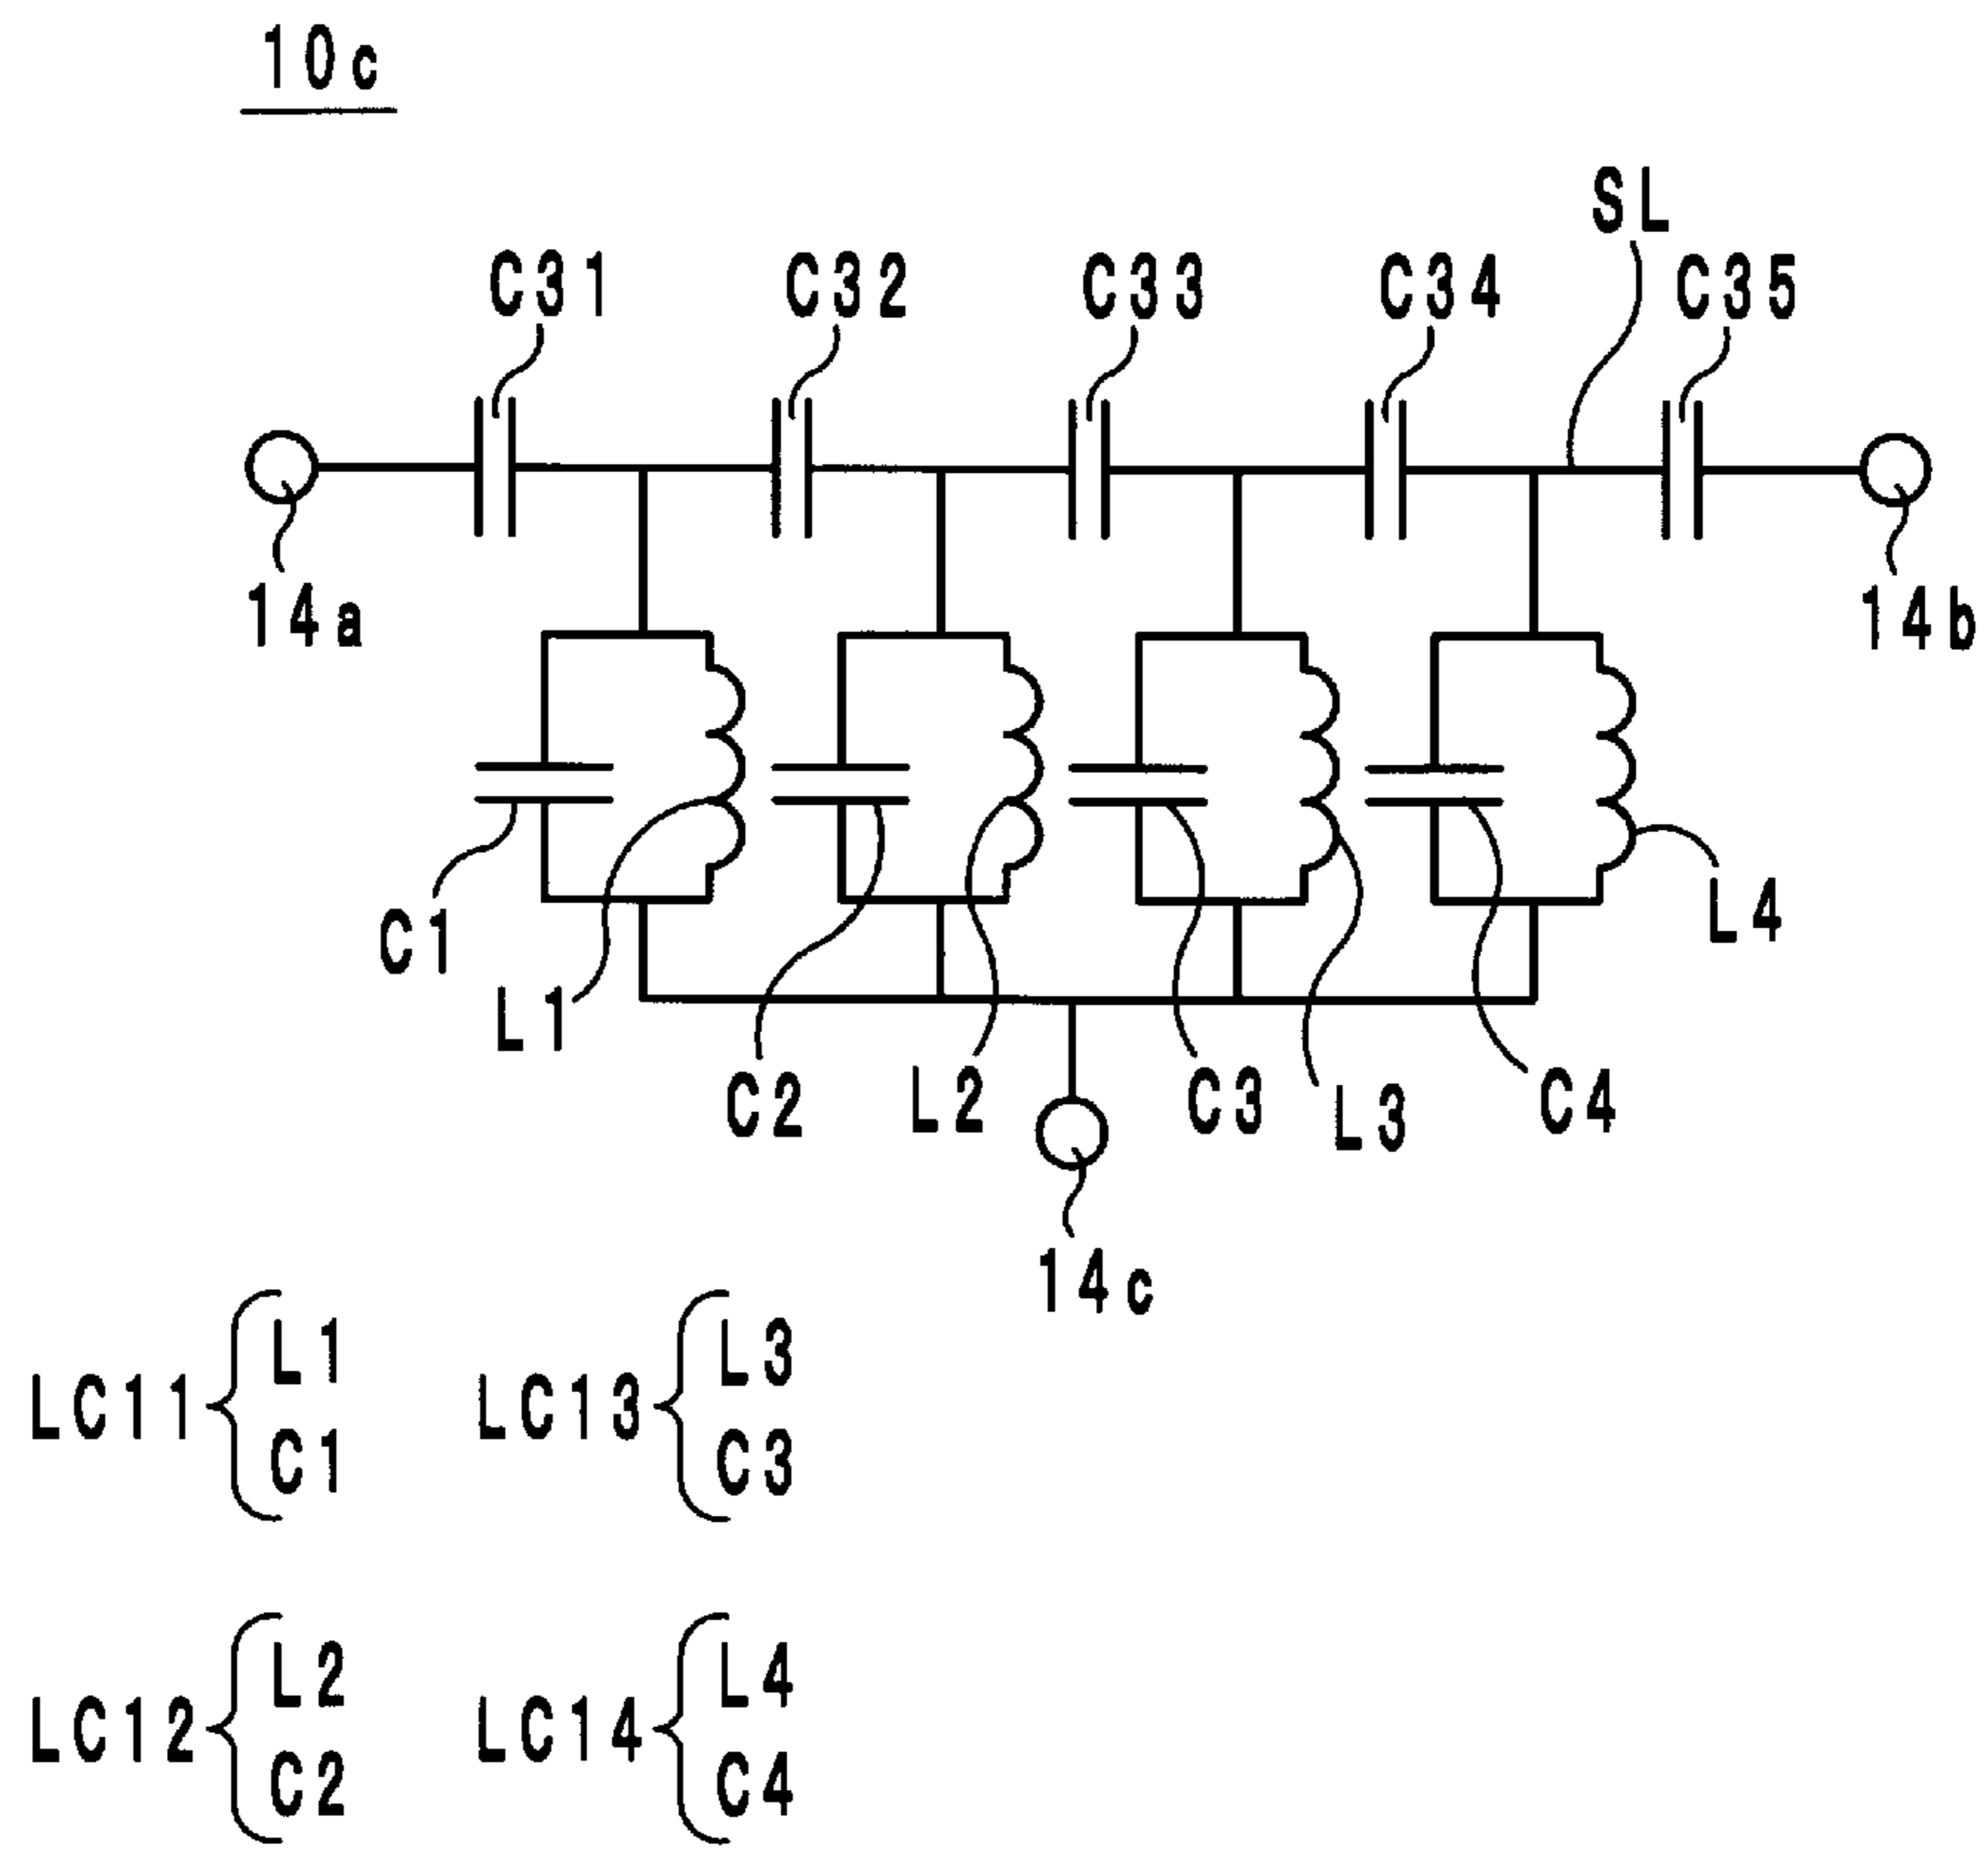 10c
SL
C31 C32 C33 C34 C35
14a 14b
C1 L4
L1
C2 L2 C3 L3 C4
14c
LC11 { L1 C1
LC13 { L3 C3
LC12 { L2 C2
LC14 { L4 C4